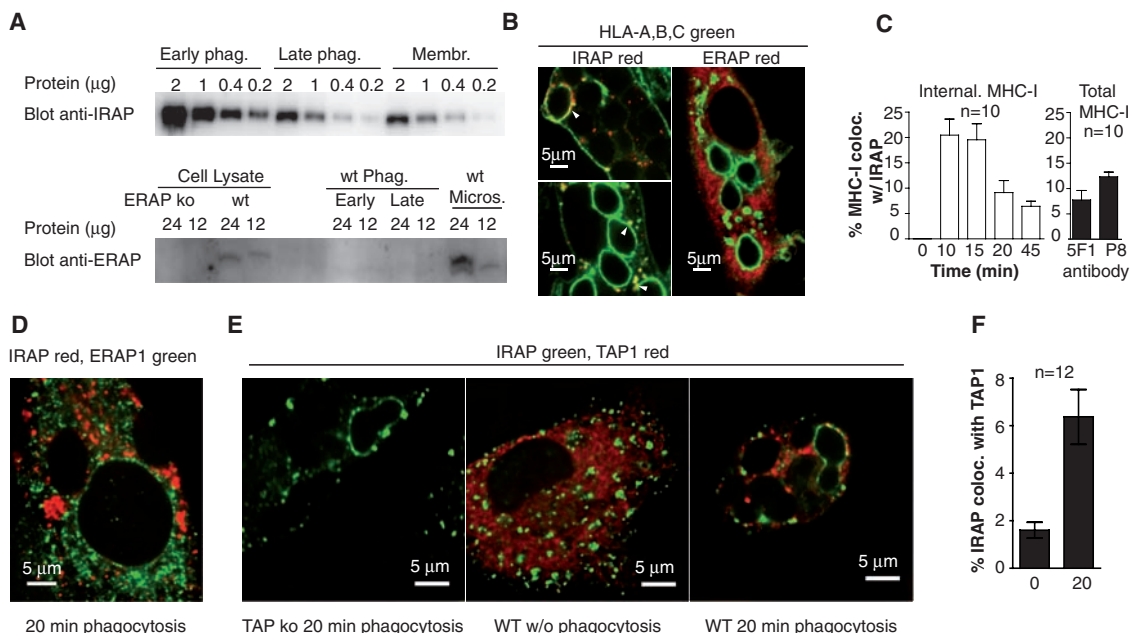 A
Early phag. Late phag. Membr.
Protein (µg) 2 1 0.4 0.2 2 1 0.4 0.2 2 1 0.4 0.2
Blot anti-IRAP
Cell Lysate wt Phag. wt
ERAP ko wt Early Late Micros.
Protein (µg) 24 12 24 12 24 12 24 12 24 12
Blot anti-ERAP
B
HLA-A,B,C green
IRAP red ERAP red
5µm
5µm
5µm
C
Internal. MHC-I
n=10
Total
MHC-I
n=10
% MHC-I coloc.
w/ IRAP
25
20
15
10
5
0
0 10 15 20 45
Time (min)
25
20
15
10
5
0
5F1 P8
antibody
D
IRAP red, ERAP1 green
5 µm
20 min phagocytosis
E
IRAP green, TAP1 red
5 µm
5 µm
5 µm
TAP ko 20 min phagocytosis
WT w/o phagocytosis
WT 20 min phagocytosis
F
n=12
% IRAP coloc. with TAP1
8
6
4
2
0
0 20